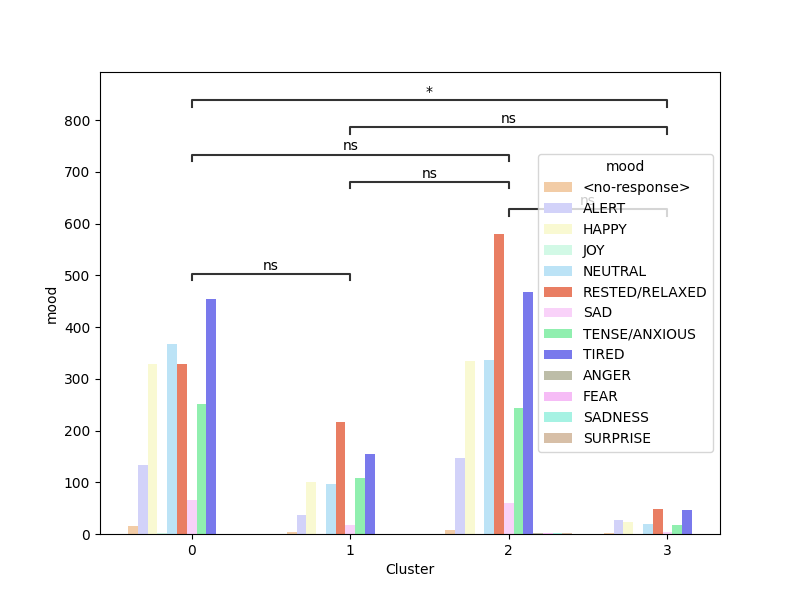 *
ns
ns
ns
ns
ns
mood
<no-response>
ALERT
HAPPY
JOY
NEUTRAL
RESTED/RELAXED
SAD
TENSE/ANXIOUS
TIRED
ANGER
FEAR
SADNESS
SURPRISE
mood
800
700
600
500
400
300
200
100
0
0
1
2
3
Cluster